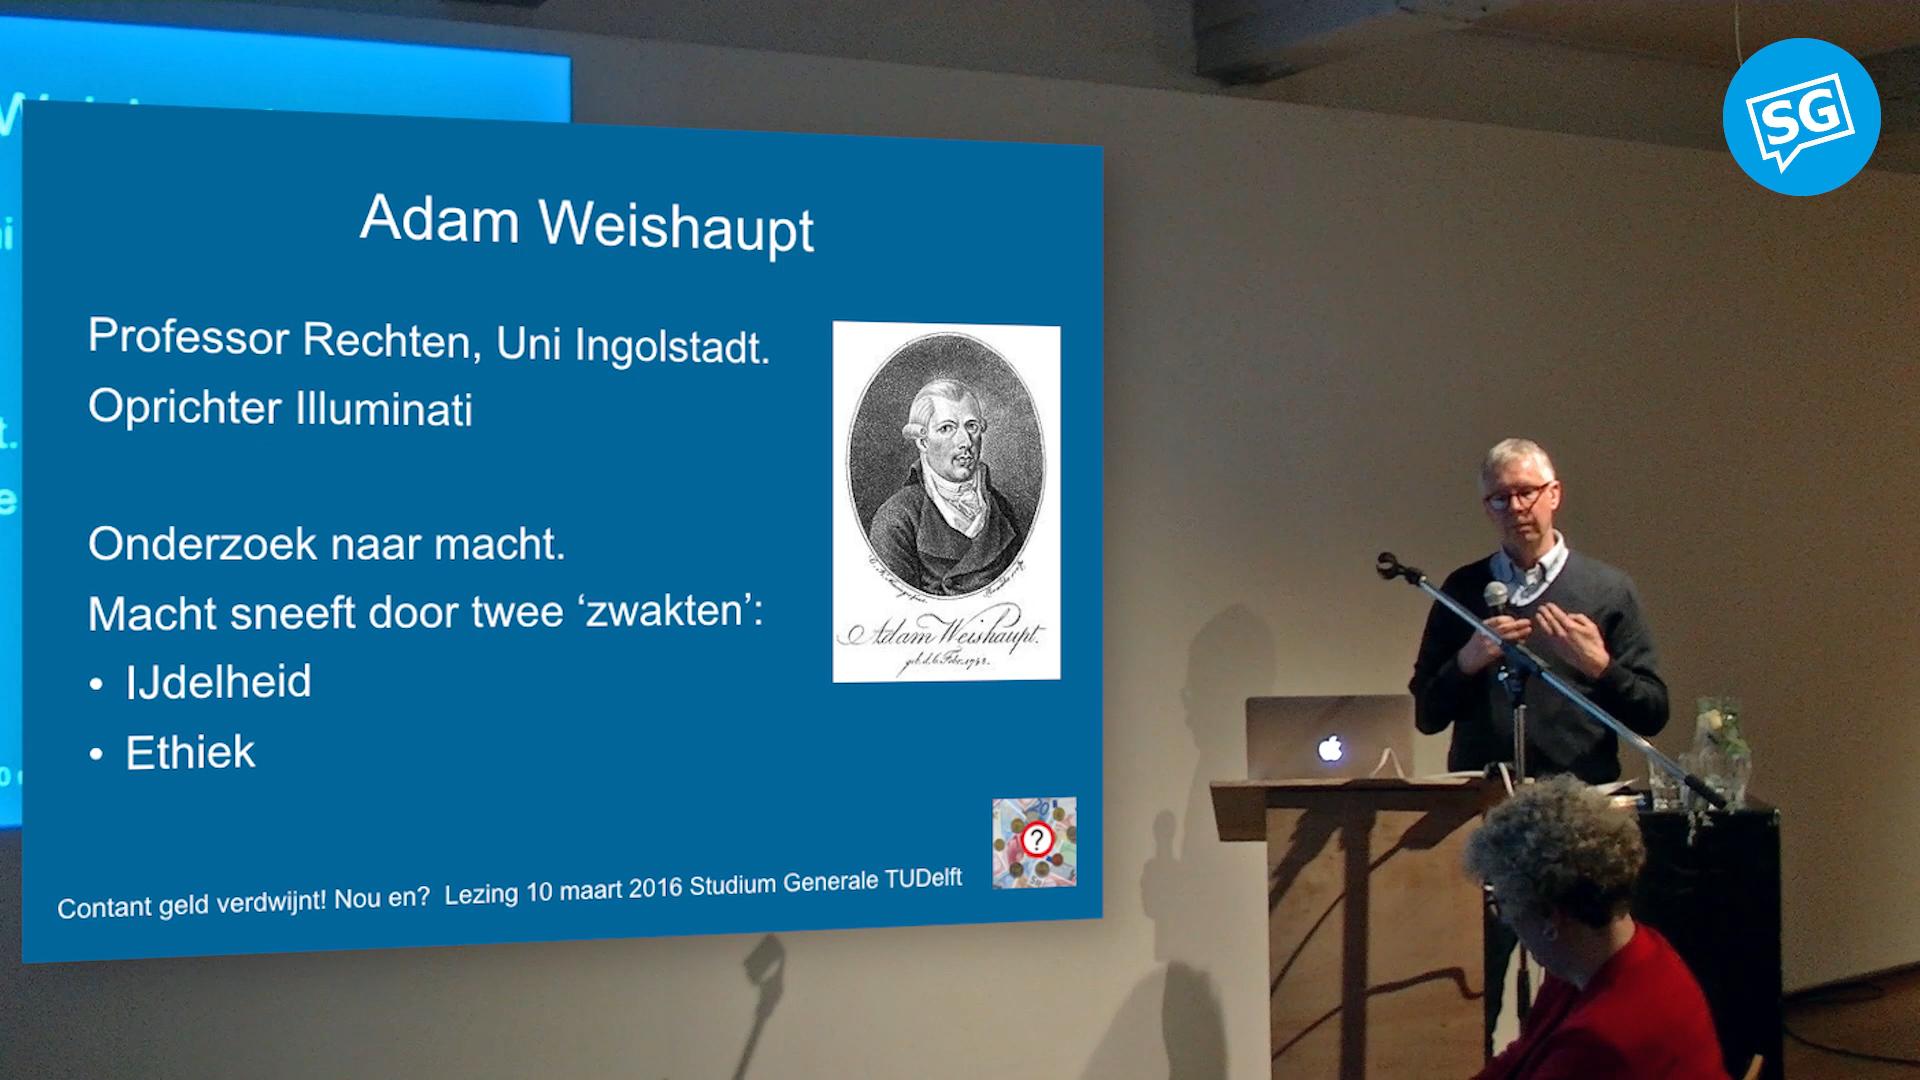 SG
Adam Weishaupt
Professor Rechten, Uni Ingolstadt.
Oprichter Illuminati
Onderzoek naar macht.
Macht sneeft door twee ‘zwakten’:
• IJdelheid
• Ethiek
Adam Weishaupt.
Contant geld verdwijnt! Nou en? Lezing 10 maart 2016 Studium Generale TUDelft
?